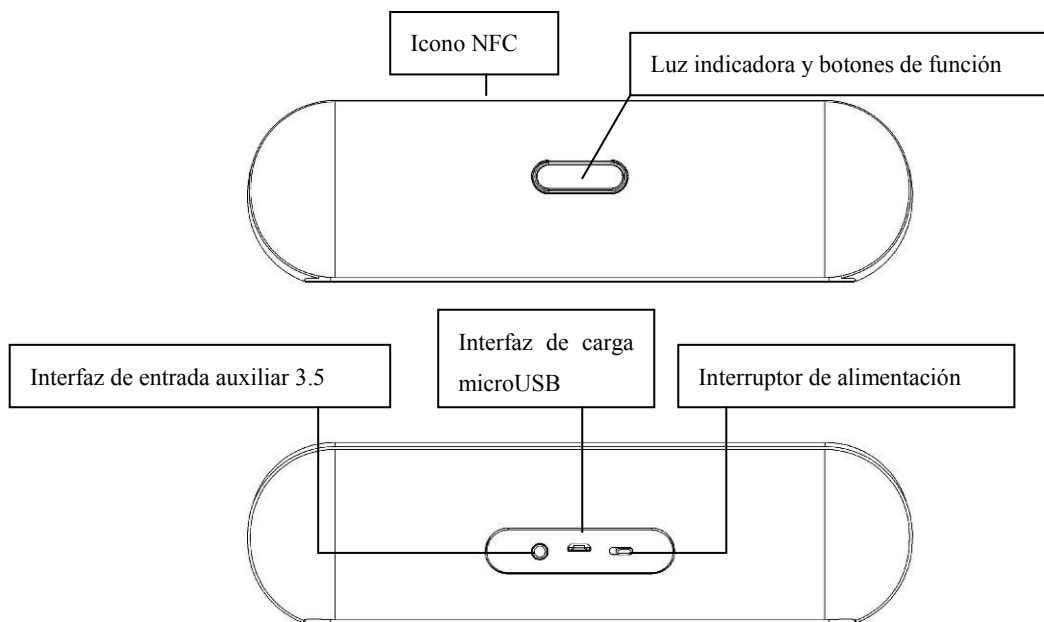 Icono NFC
Luz indicadora y botones de función
Interfaz de entrada auxiliar 3.5
Interfaz de carga
microUSB
Interruptor de alimentación